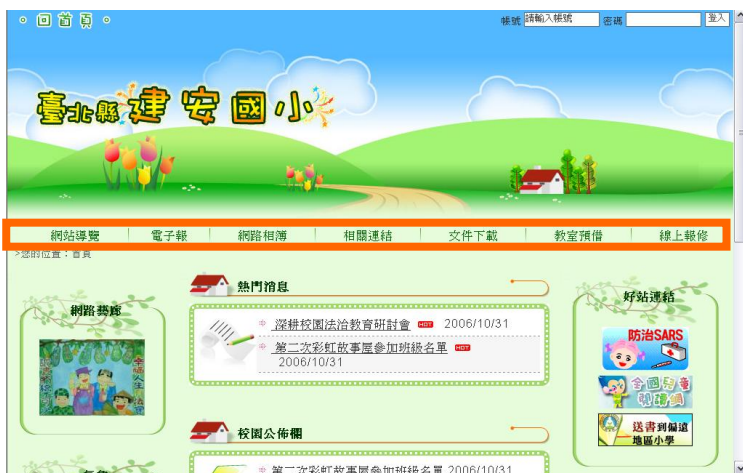 。回首頁。
帳號 請輸入帳號 密碼 登入
臺北縣建安國小
網站導覽 電子報 網路相簿 相關連結 文件下載 教室預借 線上報修
>您的位置：首頁
網路藝廊
熱門消息
深耕校園法治教育研討會 HOT 2006/10/31
第二次彩虹故事屋參加班級名單 HOT
2006/10/31
校園公佈欄
第二次彩虹故事屋參加班級名單 2006/10/31
好站連結
防治SARS
全國兒童
閱讀網
送書到偏遠
地區小學